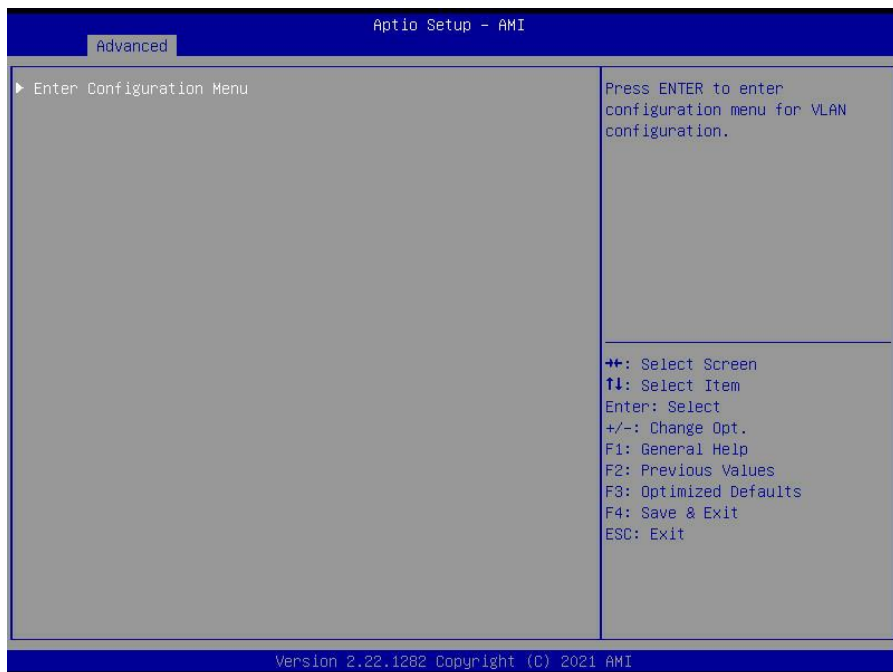 Aptio Setup – AMI
Advanced
▶ Enter Configuration Menu
Press ENTER to enter
configuration menu for VLAN
configuration.
→←: Select Screen
↑↓: Select Item
Enter: Select
+/-: Change Opt.
F1: General Help
F2: Previous Values
F3: Optimized Defaults
F4: Save & Exit
ESC: Exit
Version 2.22.1282 Copyright (C) 2021 AMI